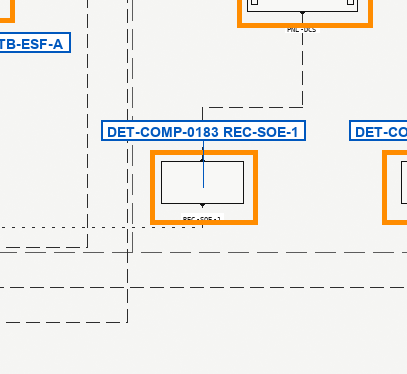 PNL-DCS
TB-ESF-A
DET-COMP-0183 REC-SOE-1
DET-CO
REC-SOE-1